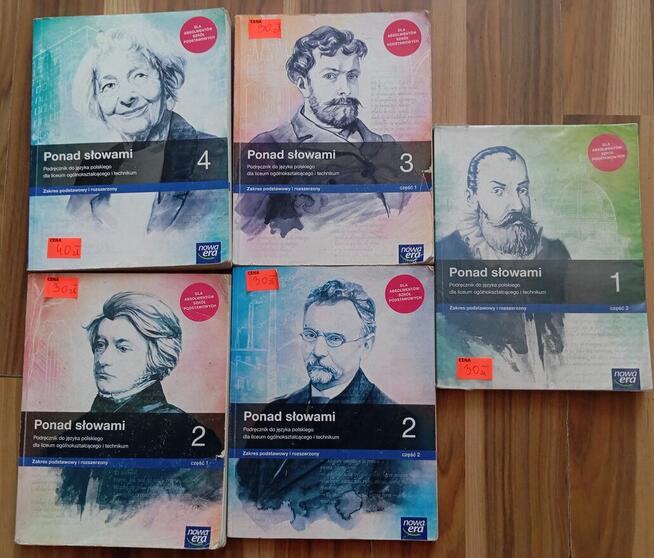 DLA
ABSOLWENTÓW
SZKÓŁ
PODSTAWOWYCH
Ponad słowami
4
Podręcznik do języka polskiego
dla liceum ogólnokształcącego i technikum
Zakres podstawowy i rozszerzony
CENA
40 zł
nowa
era
CENA
30 zł
DLA
ABSOLWENTÓW
SZKÓŁ
PODSTAWOWYCH
Ponad słowami
3
Podręcznik do języka polskiego
dla liceum ogólnokształcącego i technikum
Zakres podstawowy i rozszerzony
część 1
nowa
era
DLA
ABSOLWENTÓW
SZKÓŁ
PODSTAWOWYCH
Ponad słowami
1
Podręcznik do języka polskiego
dla liceum ogólnokształcącego i technikum
Zakres podstawowy i rozszerzony
część 2
CENA
30 zł
nowa
era
CENA
30 zł
DLA
ABSOLWENTÓW
SZKÓŁ
PODSTAWOWYCH
Ponad słowami
2
Podręcznik do języka polskiego
dla liceum ogólnokształcącego i technikum
Zakres podstawowy i rozszerzony
część 1
nowa
era
CENA
30 zł
DLA
ABSOLWENTÓW
SZKÓŁ
PODSTAWOWYCH
Ponad słowami
2
Podręcznik do języka polskiego
dla liceum ogólnokształcącego i technikum
Zakres podstawowy i rozszerzony
część 2
nowa
era